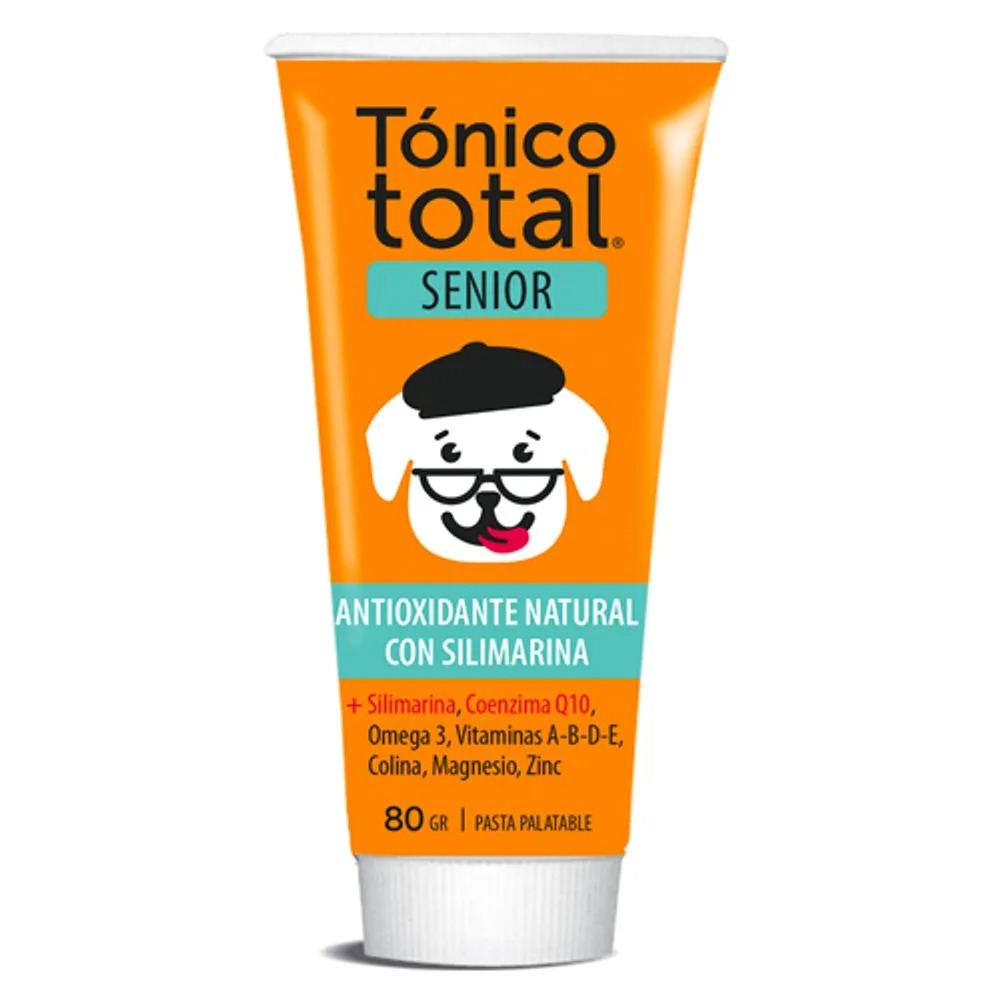 Tónico
total®
SENIOR
ANTIOXIDANTE NATURAL
CON SILIMARINA
+ Silimarina, Coenzima Q10,
Omega 3, Vitaminas A-B-D-E,
Colina, Magnesio, Zinc
80 GR | PASTA PALATABLE